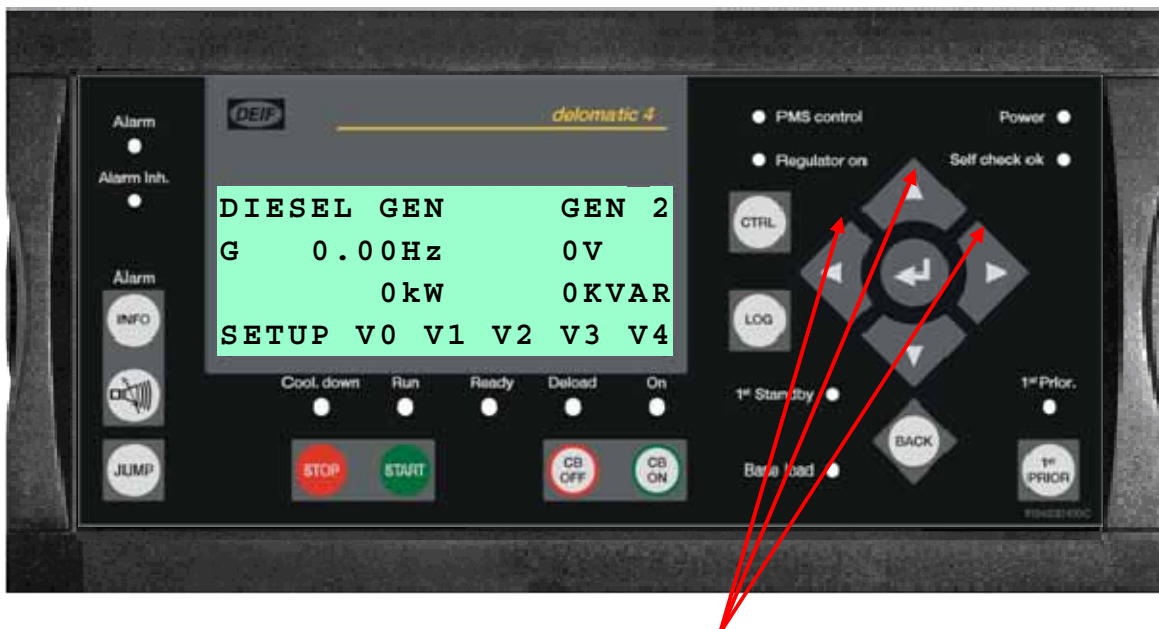 DEIF
delomatic 4
Alarm
Alarm Inh.
PMS control
Power
Regulator on
Self check ok
DIESEL GEN GEN 2
G 0.00Hz 0V
0kW 0KVAR
SETUP V0 V1 V2 V3 V4
CTRL
LOG
Alarm
INFO
JUMP
Cool. down Run Ready Deload On
STOP
START
CB OFF
CB ON
1st Standby
Base load
BACK
1st Prior.
1st PRIOR